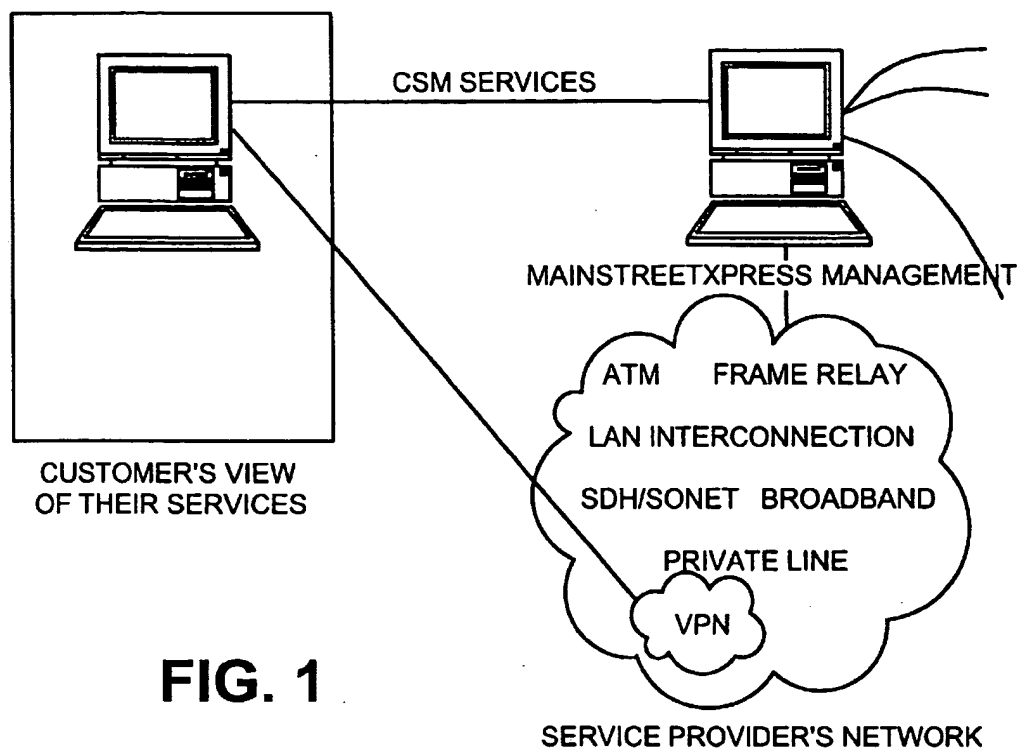 CSM SERVICES
MAINSTREETXPRESS MANAGEMENT
ATM FRAME RELAY
LAN INTERCONNECTION
SDH/SONET BROADBAND
PRIVATE LINE
VPN
CUSTOMER'S VIEW
OF THEIR SERVICES
FIG. 1
SERVICE PROVIDER'S NETWORK